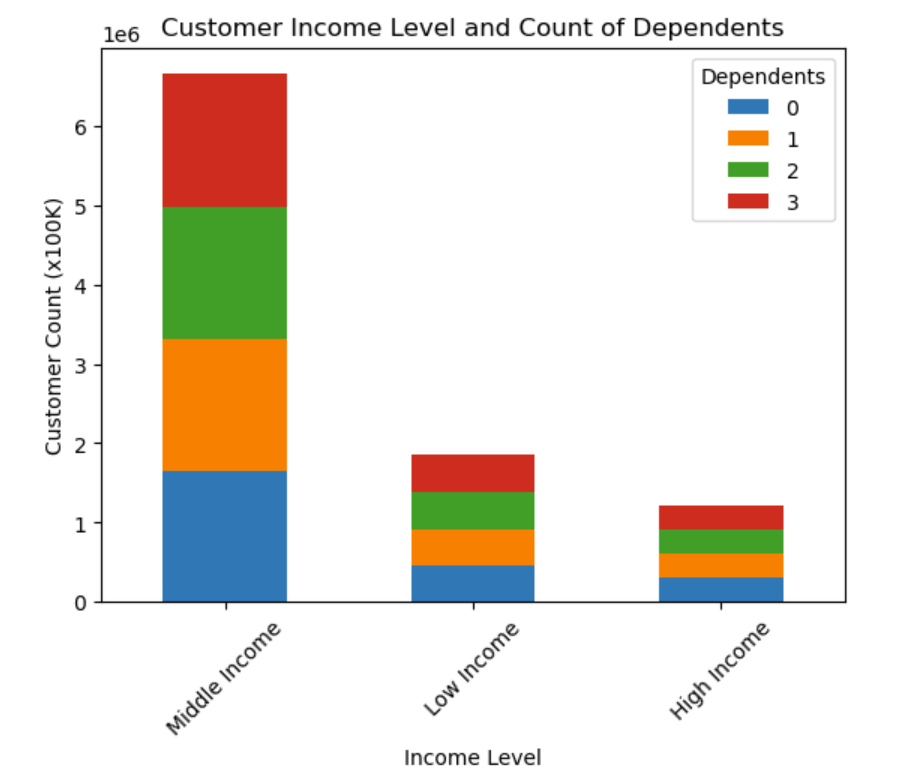 Customer Income Level and Count of Dependents
1e6
Dependents
0
1
2
3
6
5
4
3
2
1
0
Customer Count (x100K)
Middle Income
Low Income
High Income
Income Level